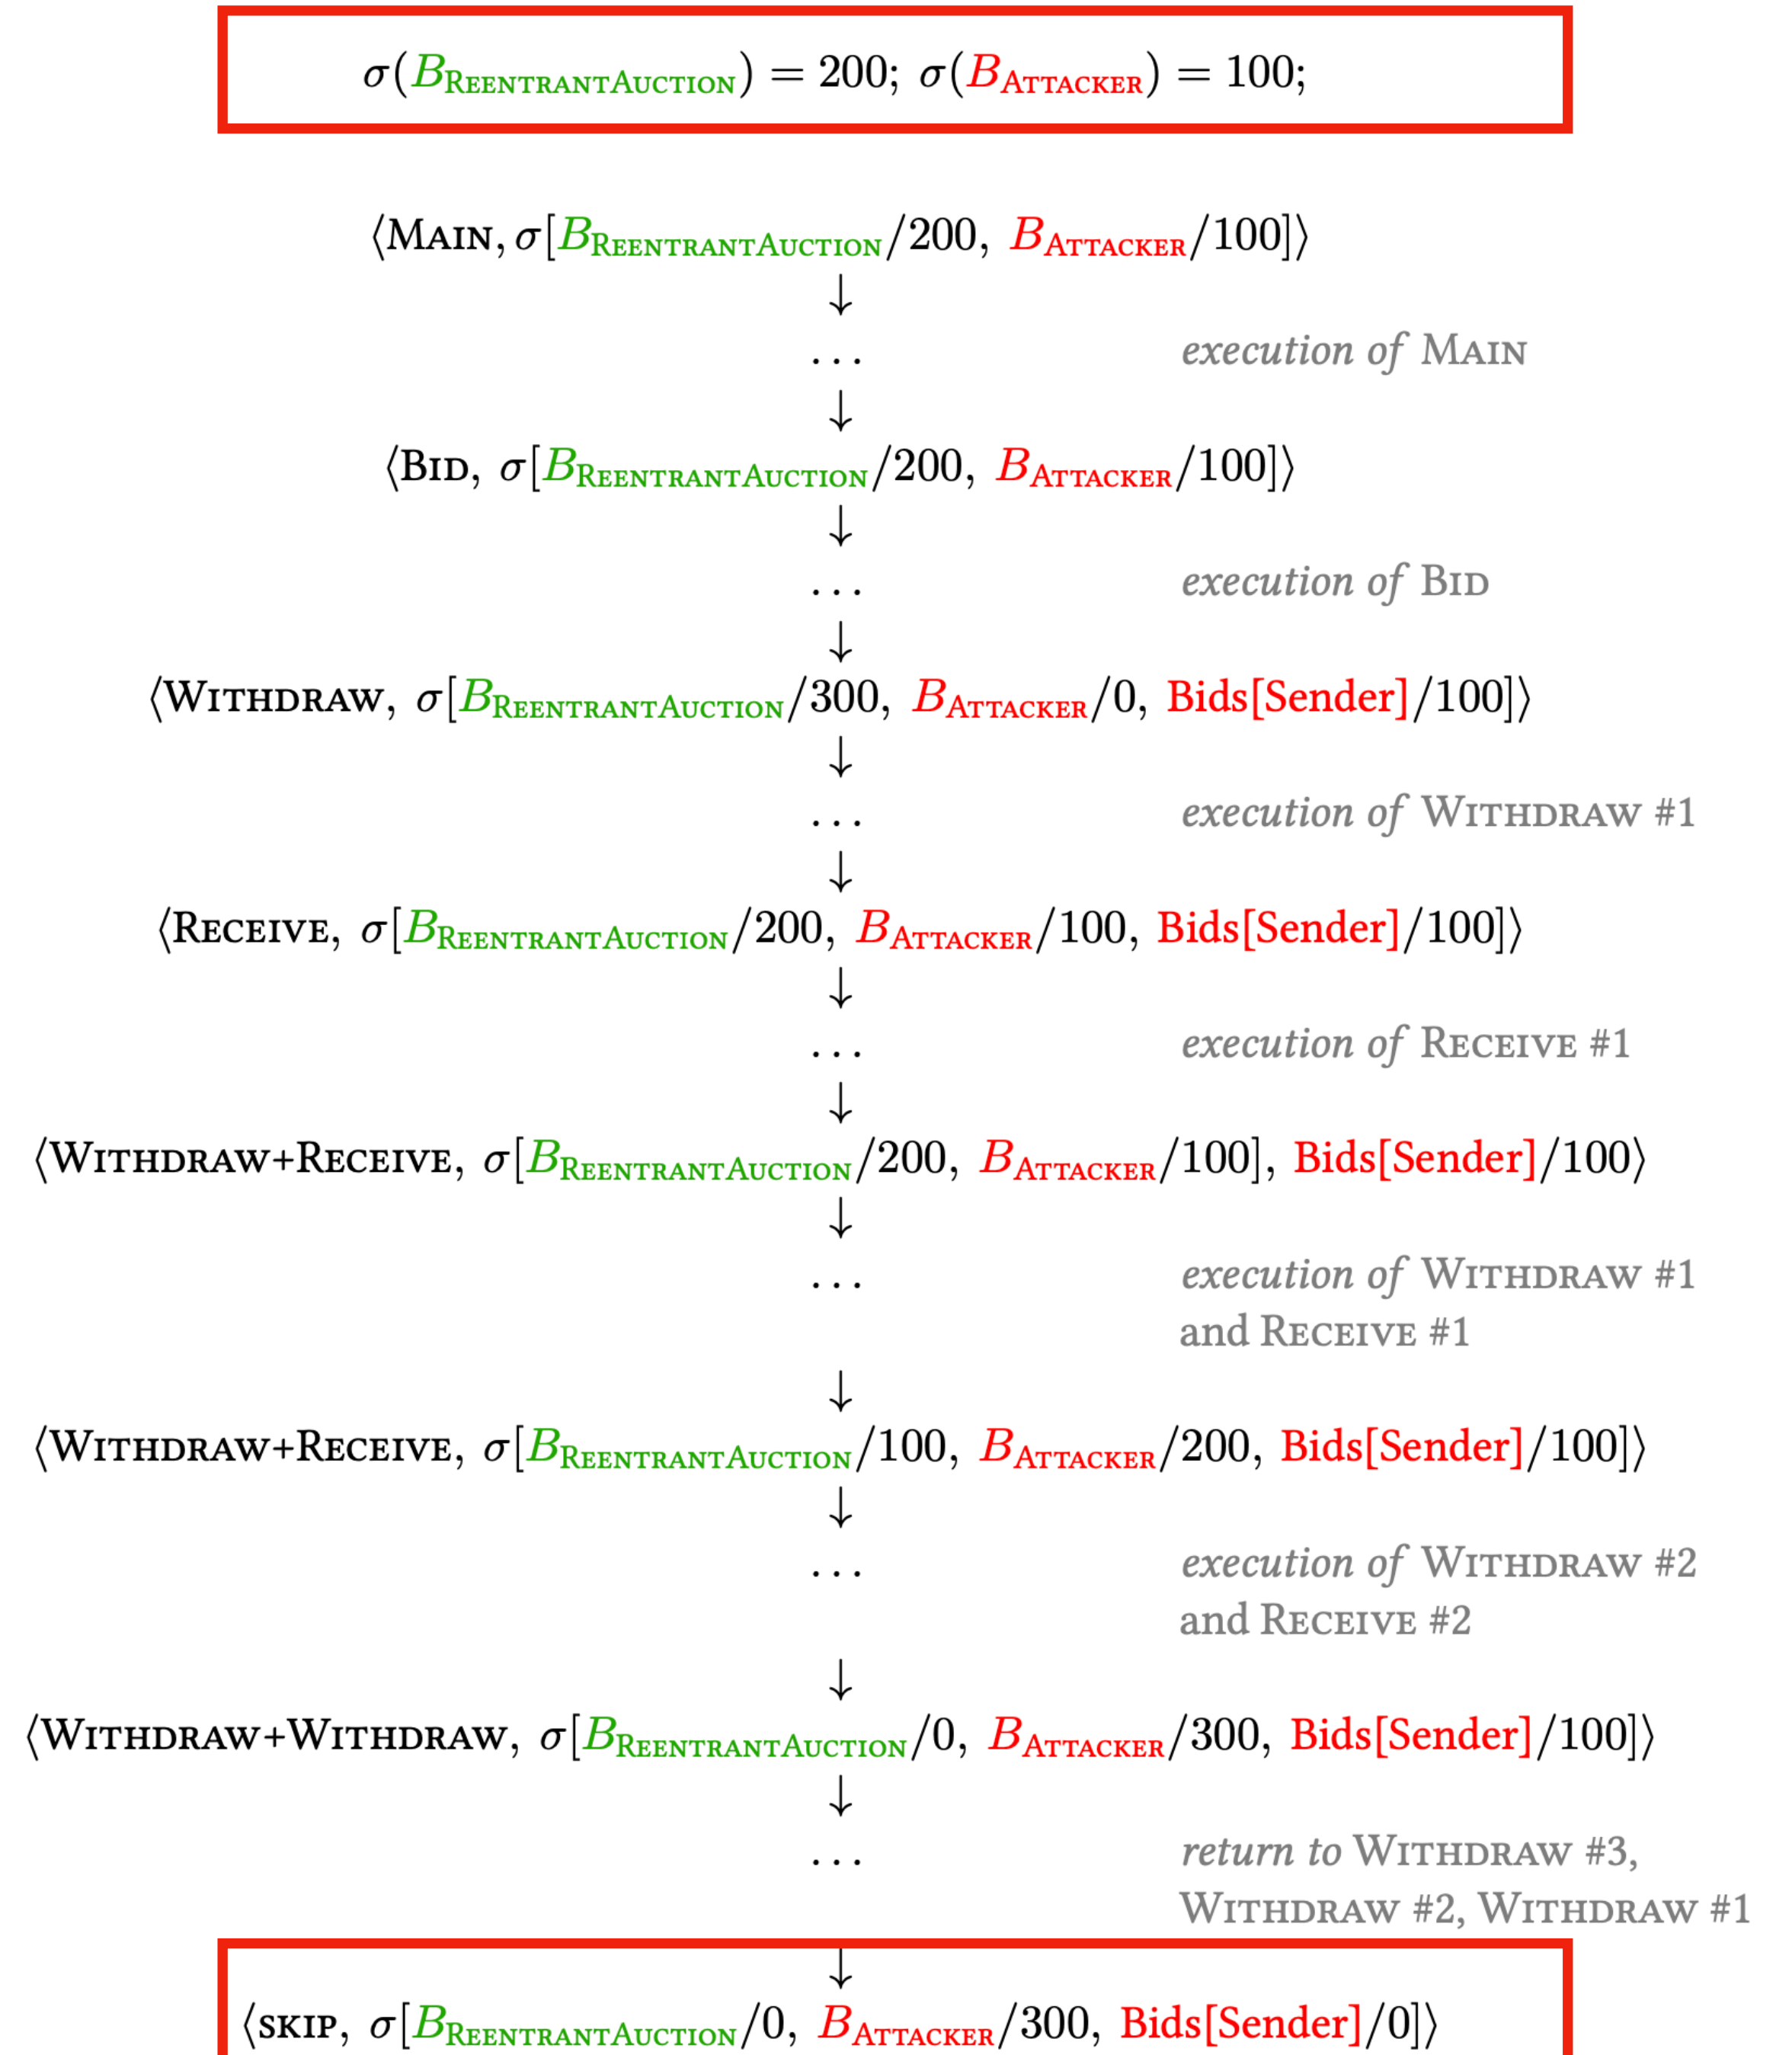 σ(B_REENTRANTAUCTION) = 200; σ(B_ATTACKER) = 100;
⟨MAIN, σ[B_REENTRANTAUCTION/200, B_ATTACKER/100]⟩
↓
... execution of MAIN
↓
⟨BID, σ[B_REENTRANTAUCTION/200, B_ATTACKER/100]⟩
↓
... execution of BID
↓
⟨WITHDRAW, σ[B_REENTRANTAUCTION/300, B_ATTACKER/0, Bids[Sender]/100]⟩
↓
... execution of WITHDRAW #1
↓
⟨RECEIVE, σ[B_REENTRANTAUCTION/200, B_ATTACKER/100, Bids[Sender]/100]⟩
↓
... execution of RECEIVE #1
↓
⟨WITHDRAW+RECEIVE, σ[B_REENTRANTAUCTION/200, B_ATTACKER/100], Bids[Sender]/100⟩
↓
... execution of WITHDRAW #1
and RECEIVE #1
↓
⟨WITHDRAW+RECEIVE, σ[B_REENTRANTAUCTION/100, B_ATTACKER/200, Bids[Sender]/100]⟩
↓
... execution of WITHDRAW #2
and RECEIVE #2
↓
⟨WITHDRAW+WITHDRAW, σ[B_REENTRANTAUCTION/0, B_ATTACKER/300, Bids[Sender]/100]⟩
↓
... return to WITHDRAW #3,
WITHDRAW #2, WITHDRAW #1
↓
⟨SKIP, σ[B_REENTRANTAUCTION/0, B_ATTACKER/300, Bids[Sender]/0]⟩